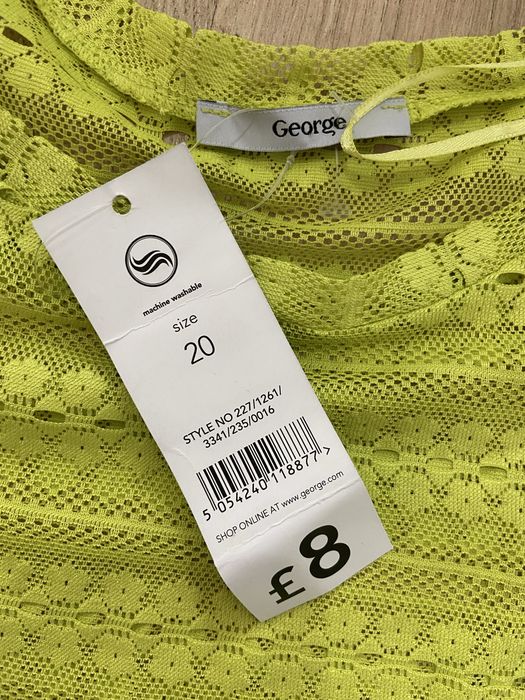 George
machine washable
size
20
STYLE NO 227/1261/
3341/235/0016
5 054240 118877 >
SHOP ONLINE AT www.george.com
£8